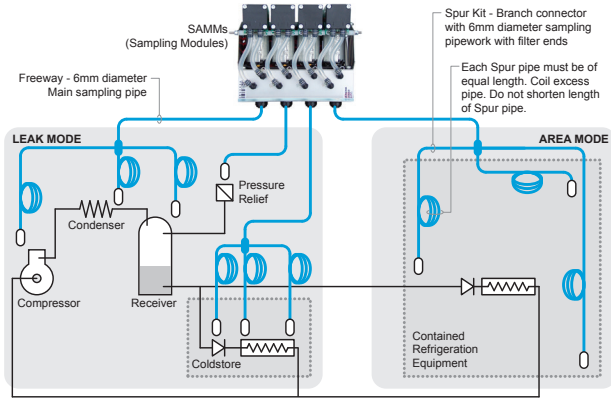 SAMMs
(Sampling Modules)
Spur Kit - Branch connector
with 6mm diameter sampling
pipework with filter ends
Freeway - 6mm diameter
Main sampling pipe
Each Spur pipe must be of
equal length. Coil excess
pipe. Do not shorten length
of Spur pipe.
LEAK MODE
AREA MODE
Pressure
Relief
Condenser
Compressor
Receiver
Coldstore
Contained
Refrigeration
Equipment